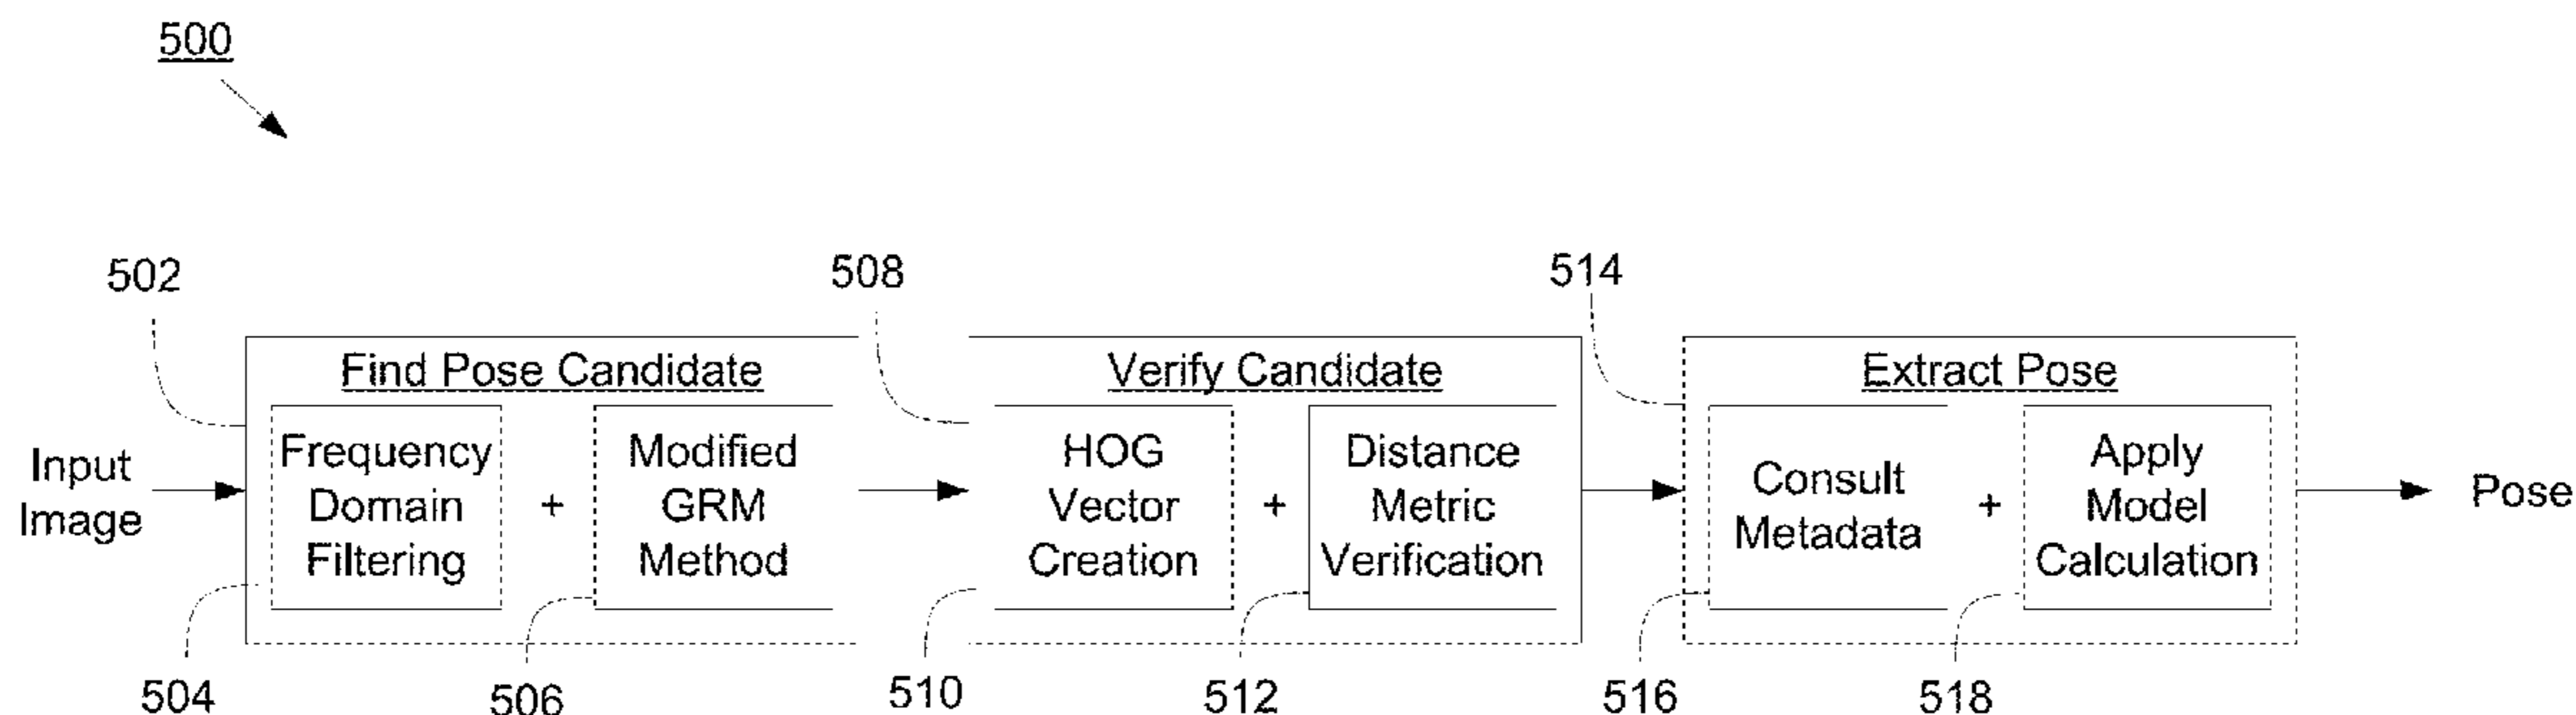 500
502
508
514
Find Pose Candidate
Verify Candidate
Extract Pose
Input
Image
Frequency
Domain
Filtering
+
Modified
GRM
Method
HOG
Vector
Creation
+
Distance
Metric
Verification
Consult
Metadata
+
Apply
Model
Calculation
Pose
504
506
510
512
516
518